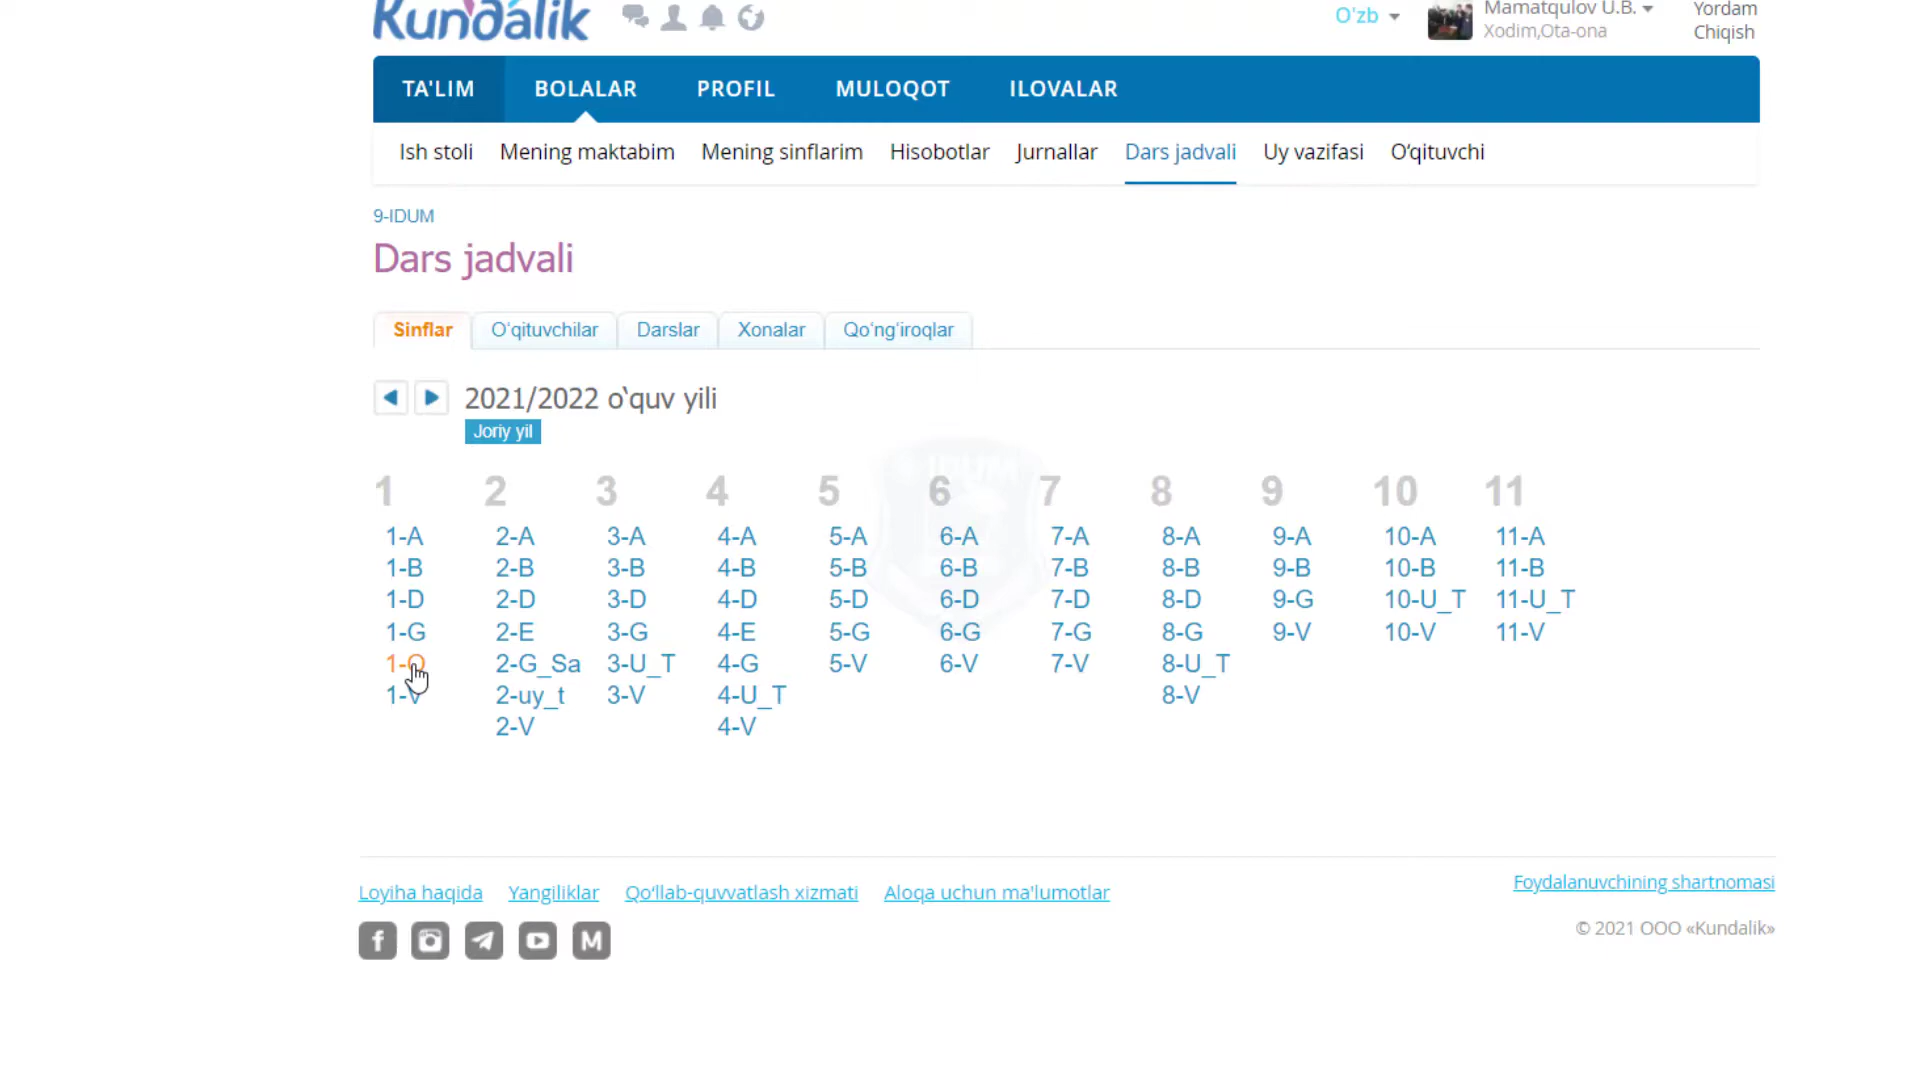 Kundalik
O'zb
Mamatqulov U.B.
Xodim,Ota-ona
Yordam
Chiqish
TA'LIM BOLALAR PROFIL MULOQOT ILOVALAR
Ish stoli Mening maktabim Mening sinflarim Hisobotlar Jurnallar Dars jadvali Uy vazifasi O'qituvchi
9-IDUM
Dars jadvali
Sinflar O'qituvchilar Darslar Xonalar Qo'ng'iroqlar
2021/2022 o'quv yili
Joriy yil
1 2 3 4 5 6 7 8 9 10 11
1-A 2-A 3-A 4-A 5-A 6-A 7-A 8-A 9-A 10-A 11-A
1-B 2-B 3-B 4-B 5-B 6-B 7-B 8-B 9-B 10-B 11-B
1-D 2-D 3-D 4-D 5-D 6-D 7-D 8-D 9-G 10-U_T 11-U_T
1-G 2-E 3-G 4-E 5-G 6-G 7-G 8-G 9-V 10-V 11-V
2-G_Sa 3-U_T 4-G 5-V 6-V 7-V 8-U_T
1-V 2-uy_t 3-V 4-U_T 8-V
2-V 4-V
Loyiha haqida Yangiliklar Qo'llab-quvvatlash xizmati Aloqa uchun ma'lumotlar
Foydalanuvchining shartnomasi
© 2021 ООО «Kundalik»